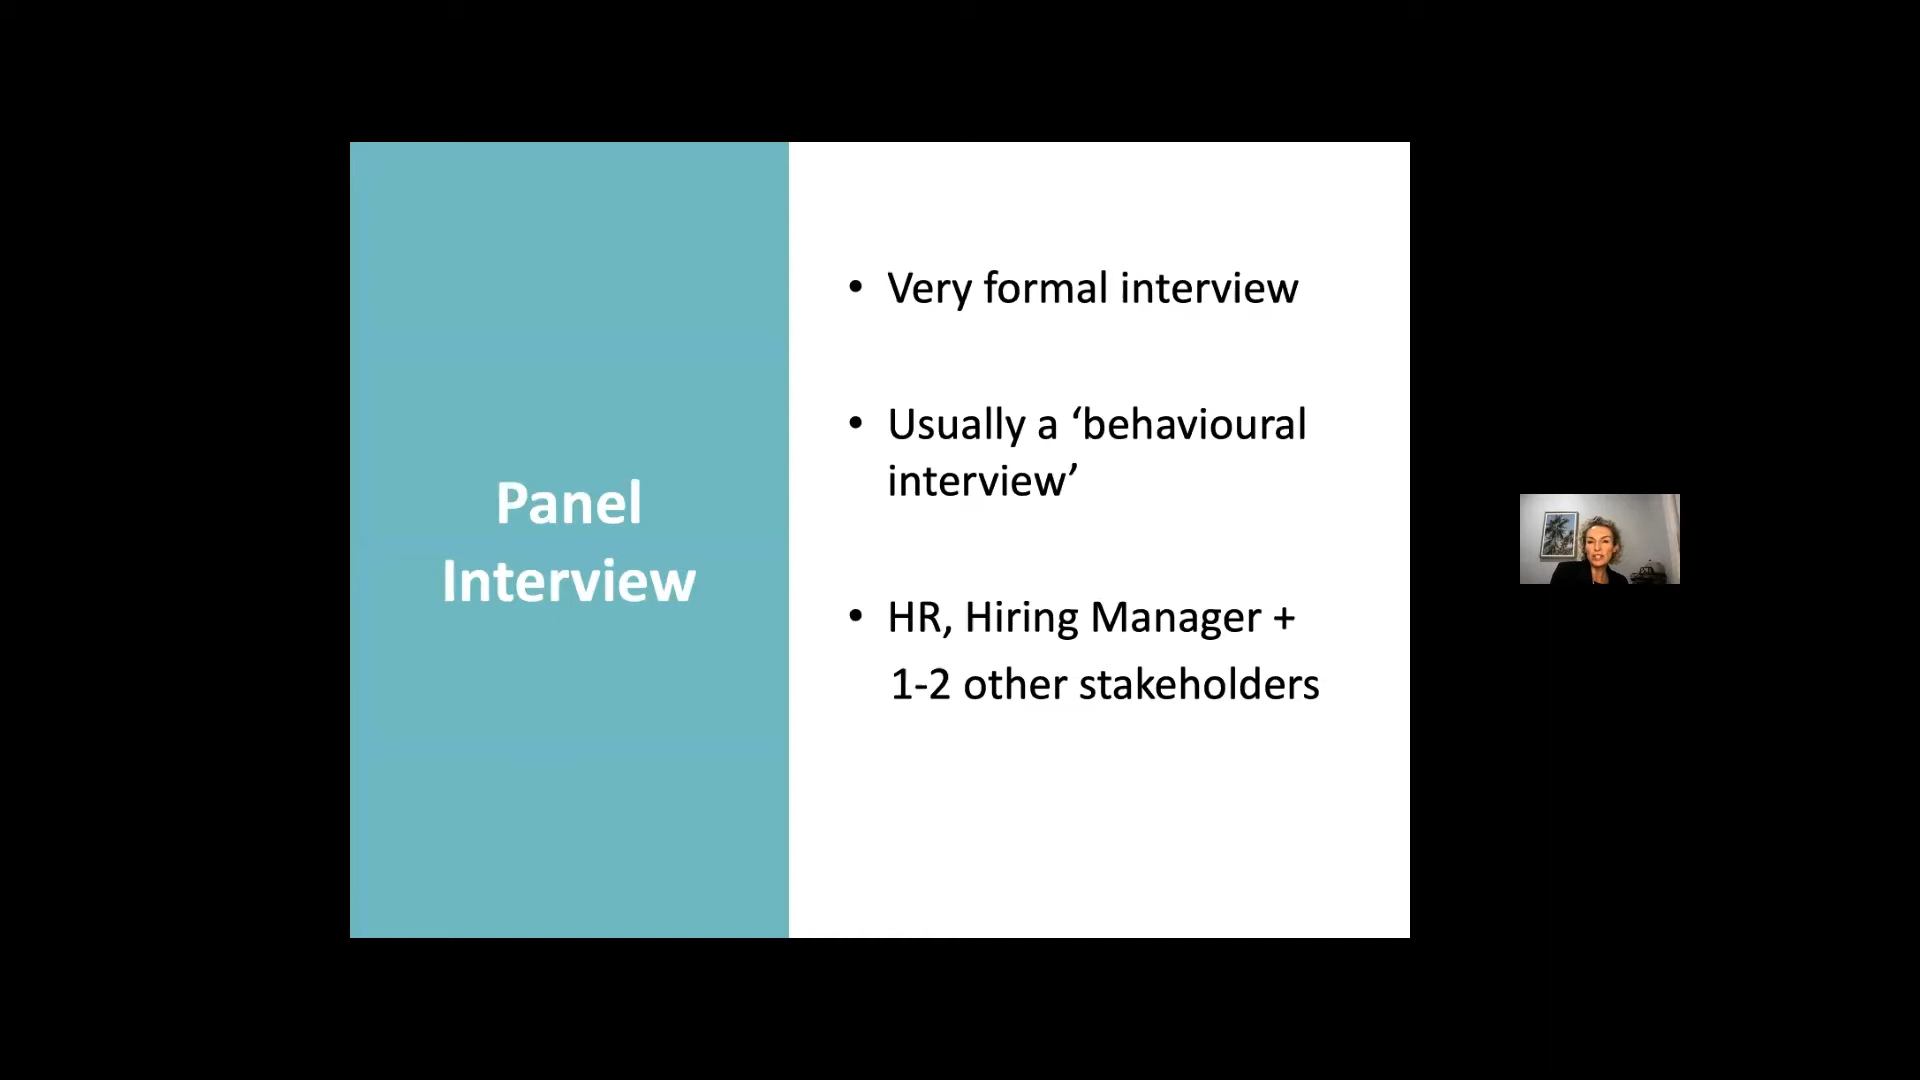 Panel
Interview
• Very formal interview
• Usually a ‘behavioural
interview’
• HR, Hiring Manager +
1-2 other stakeholders